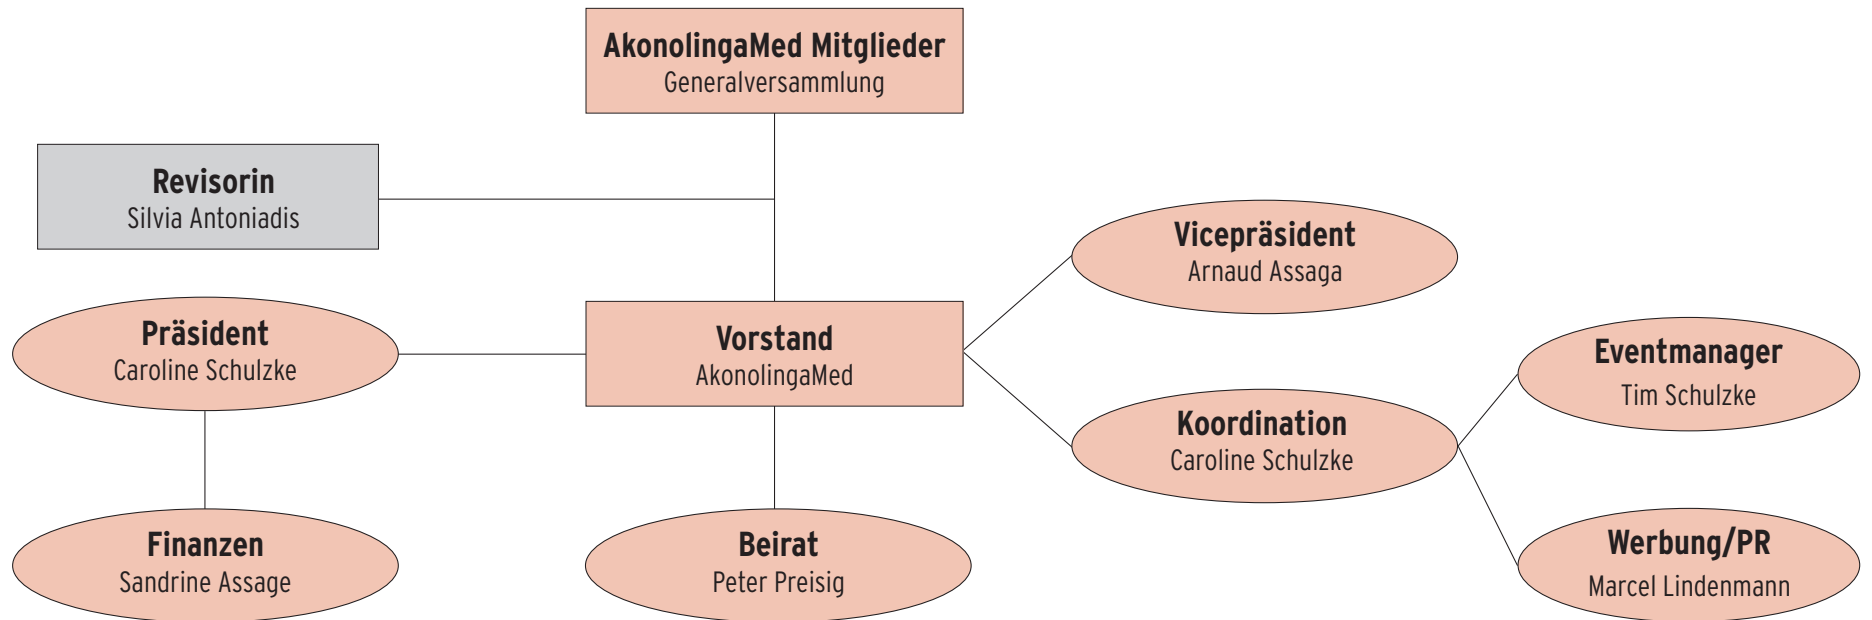 AkonolingaMed Mitglieder
Generalversammlung
Revisorin
Silvia Antoniadis
Vicepräsident
Arnaud Assaga
Präsident
Caroline Schulzke
Vorstand
AkonolingaMed
Eventmanager
Tim Schulzke
Koordination
Caroline Schulzke
Finanzen
Sandrine Assage
Beirat
Peter Preisig
Werbung/PR
Marcel Lindenmann